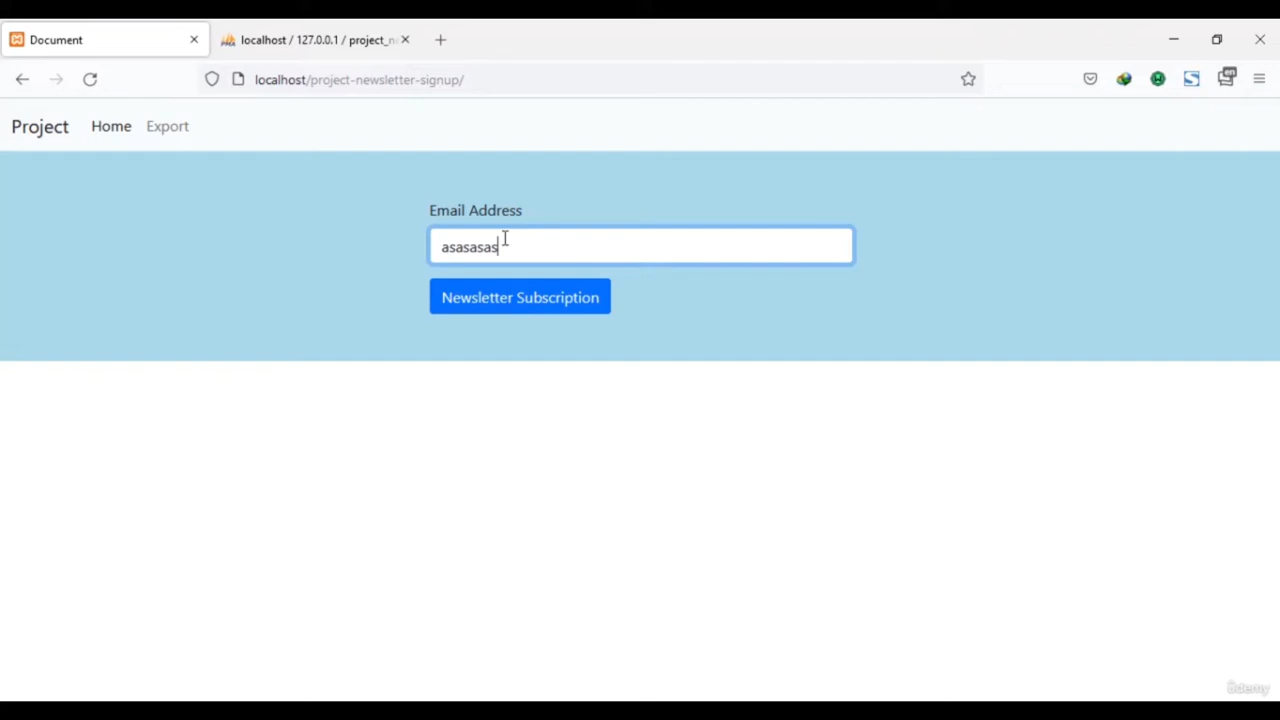 Document
localhost / 127.0.0.1 / project_n
localhost/project-newsletter-signup/
Project Home Export
Email Address
asasasas
Newsletter Subscription
ûdemy